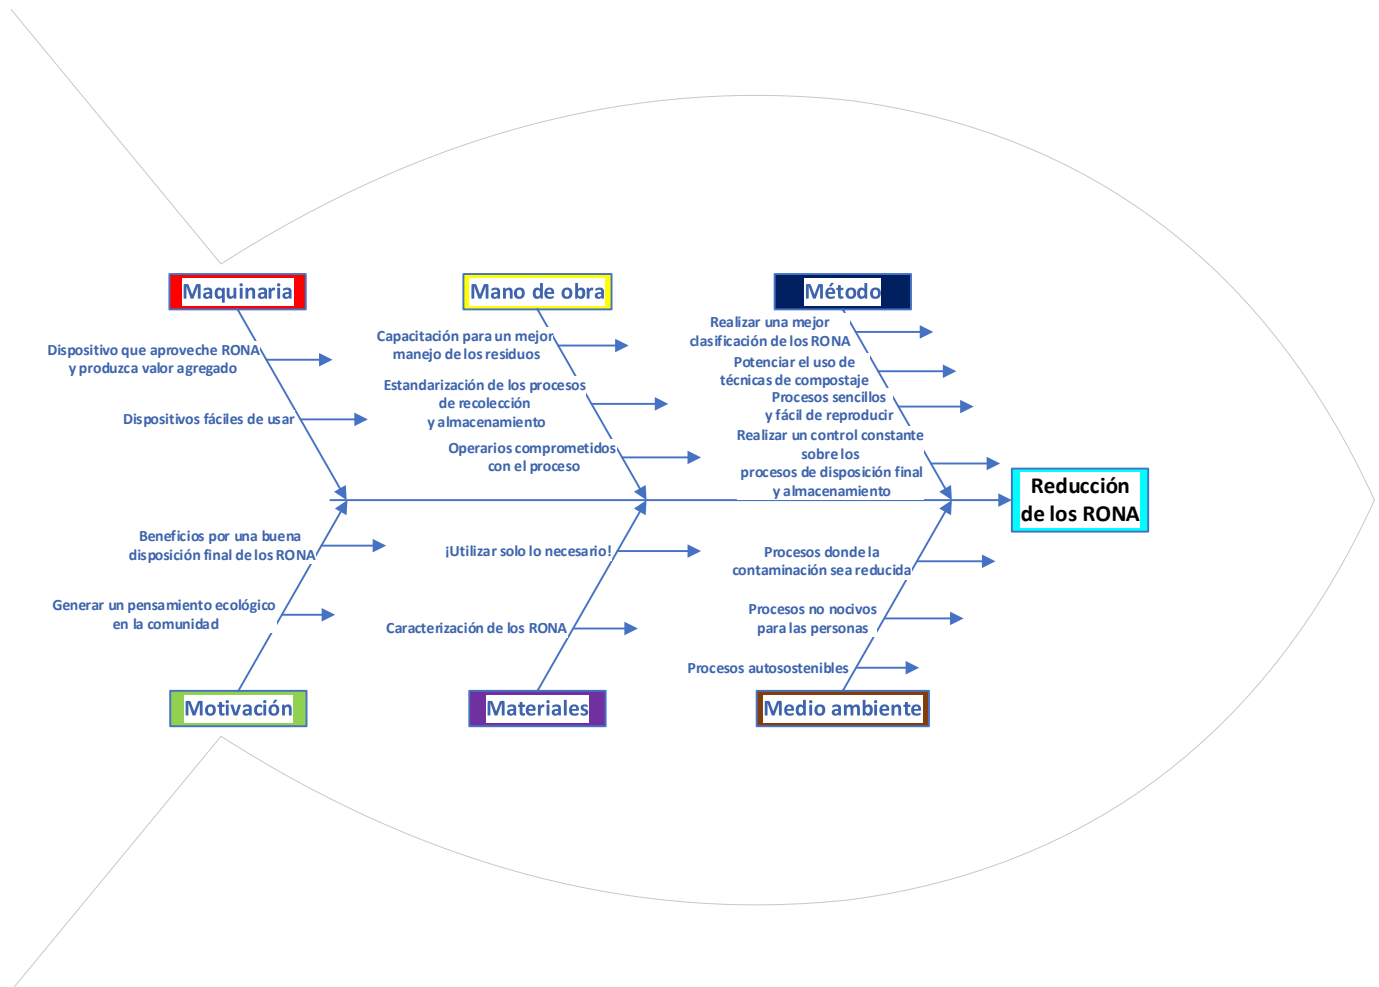 Maquinaria
Dispositivo que aproveche RONA
y produzca valor agregado
Dispositivos fáciles de usar
Mano de obra
Capacitación para un mejor
manejo de los residuos
Estandarización de los procesos
de recolección
y almacenamiento
Operarios comprometidos
con el proceso
Método
Realizar una mejor
clasificación de los RONA
Potenciar el uso de
técnicas de compostaje
Procesos sencillos
y fácil de reproducir
Realizar un control constante
sobre los
procesos de disposición final
y almacenamiento
Reducción
de los RONA
Beneficios por una buena
disposición final de los RONA
Generar un pensamiento ecológico
en la comunidad
Motivación
¡Utilizar solo lo necesario!
Caracterización de los RONA
Materiales
Procesos donde la
contaminación sea reducida
Procesos no nocivos
para las personas
Procesos autosostenibles
Medio ambiente